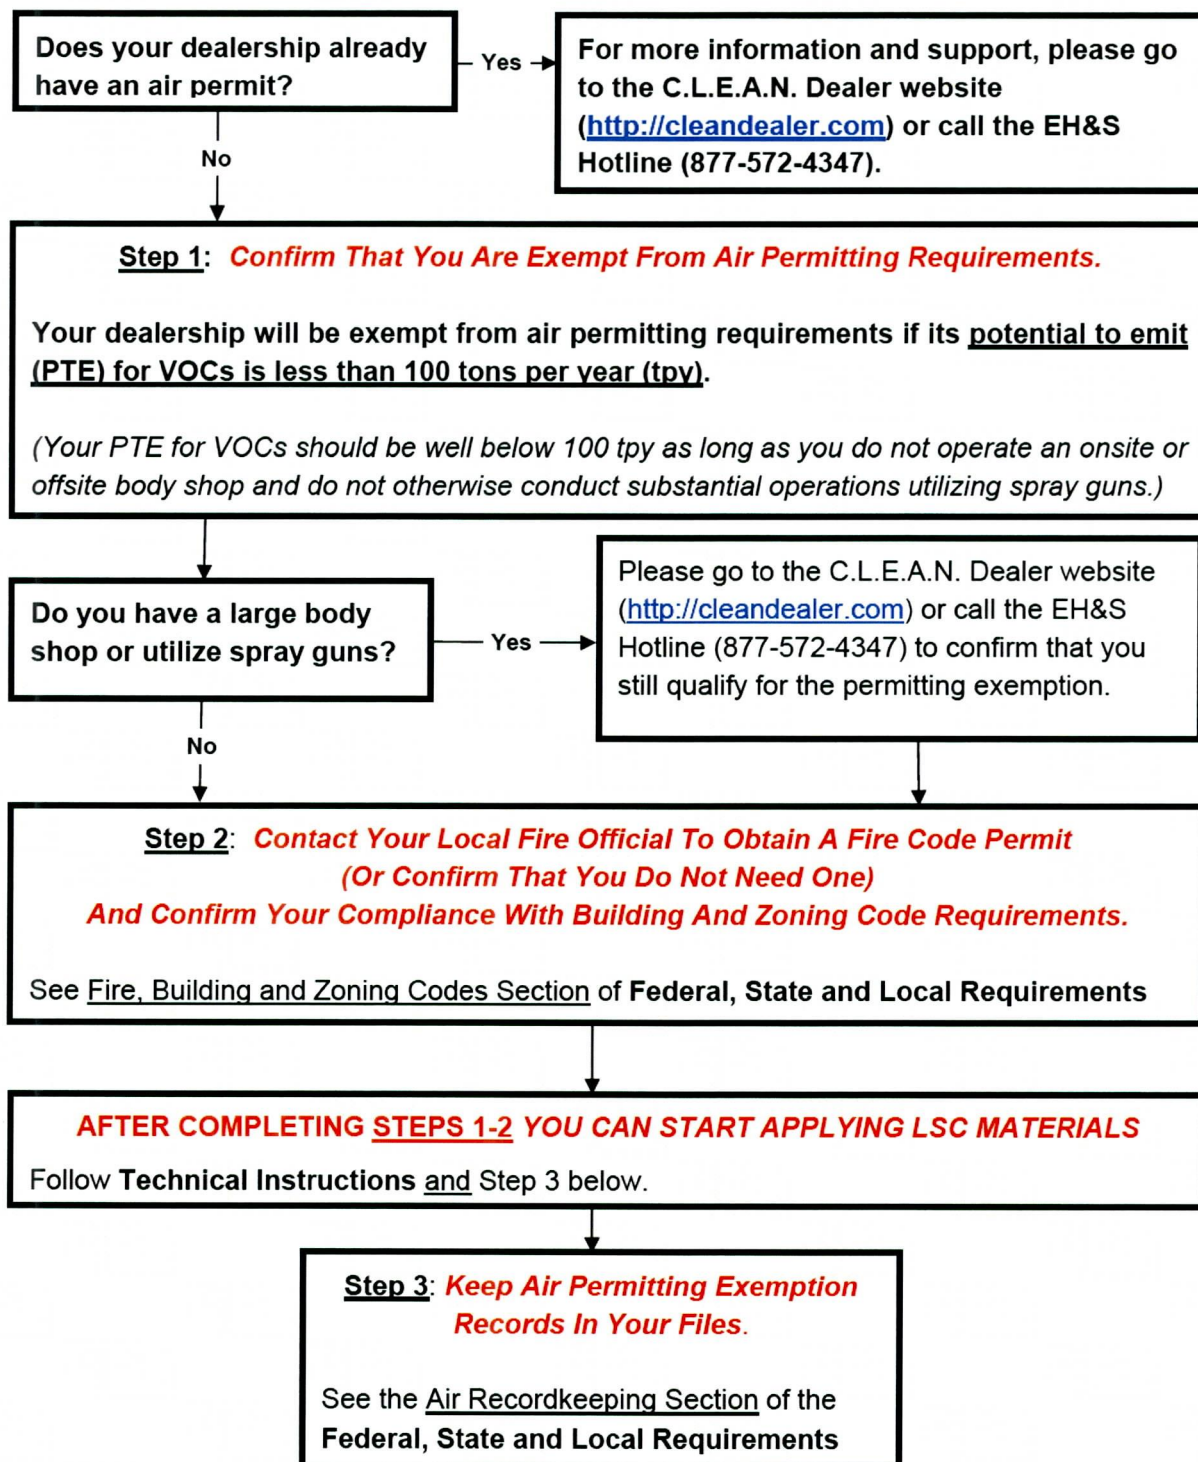 Does your dealership already
have an air permit?
Yes
For more information and support, please go
to the C.L.E.A.N. Dealer website
(http://cleandealer.com) or call the EH&S
Hotline (877-572-4347).
No
Step 1: Confirm That You Are Exempt From Air Permitting Requirements.
Your dealership will be exempt from air permitting requirements if its potential to emit
(PTE) for VOCs is less than 100 tons per year (tpy).
(Your PTE for VOCs should be well below 100 tpy as long as you do not operate an onsite or
offsite body shop and do not otherwise conduct substantial operations utilizing spray guns.)
Do you have a large body
shop or utilize spray guns?
Yes
Please go to the C.L.E.A.N. Dealer website
(http://cleandealer.com) or call the EH&S
Hotline (877-572-4347) to confirm that you
still qualify for the permitting exemption.
No
Step 2: Contact Your Local Fire Official To Obtain A Fire Code Permit
(Or Confirm That You Do Not Need One)
And Confirm Your Compliance With Building And Zoning Code Requirements.
See Fire, Building and Zoning Codes Section of Federal, State and Local Requirements
AFTER COMPLETING STEPS 1-2 YOU CAN START APPLYING LSC MATERIALS
Follow Technical Instructions and Step 3 below.
Step 3: Keep Air Permitting Exemption
Records In Your Files.
See the Air Recordkeeping Section of the
Federal, State and Local Requirements